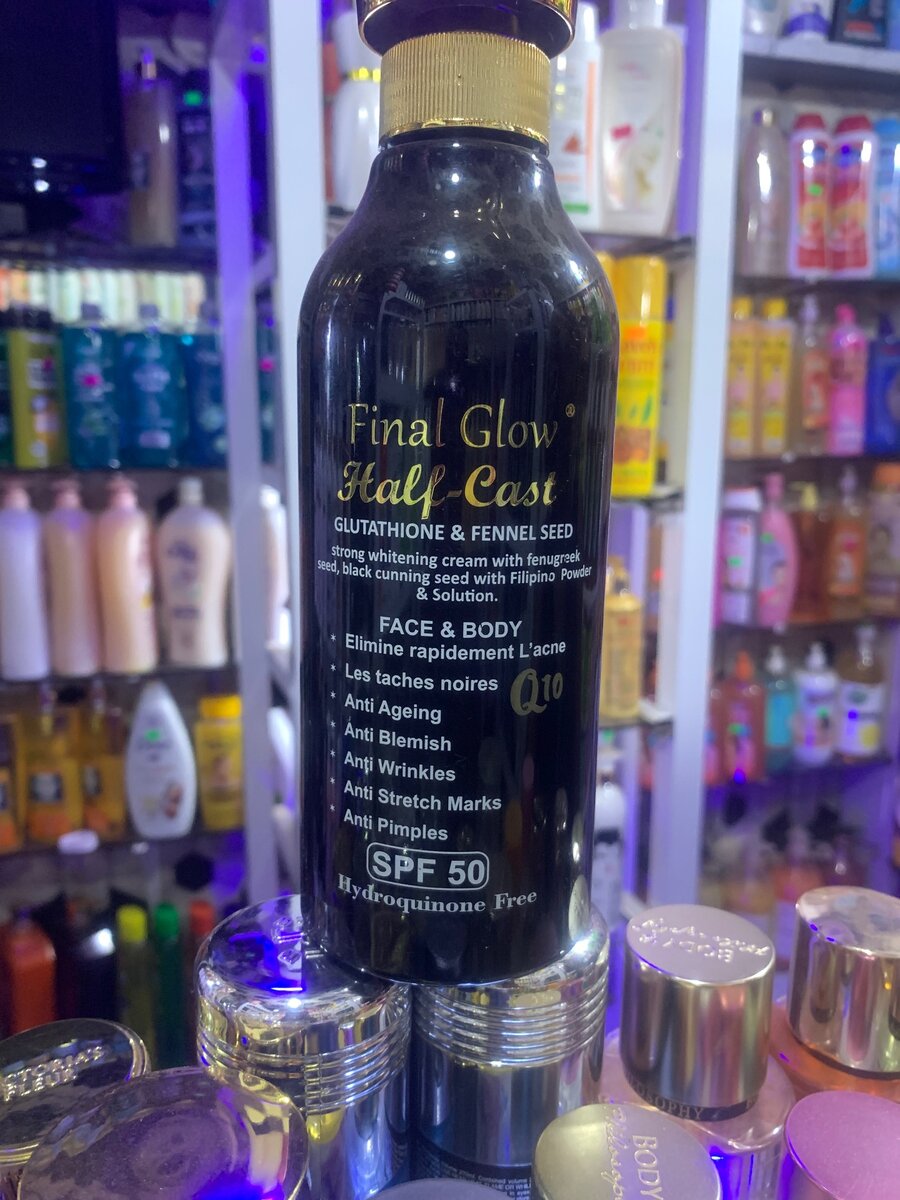 Final Glow®
Half-Cast
GLUTATHIONE & FENNEL SEED
strong whitening cream with fenugreek
seed, black cunning seed with Filipino Powder
& Solution.
FACE & BODY
* Elimine rapidement L'acne
* Les taches noires
Q10
* Anti Ageing
* Anti Blemish
* Anti Wrinkles
* Anti Stretch Marks
* Anti Pimples
SPF 50
Hydroquinone Free
BODY
BODY